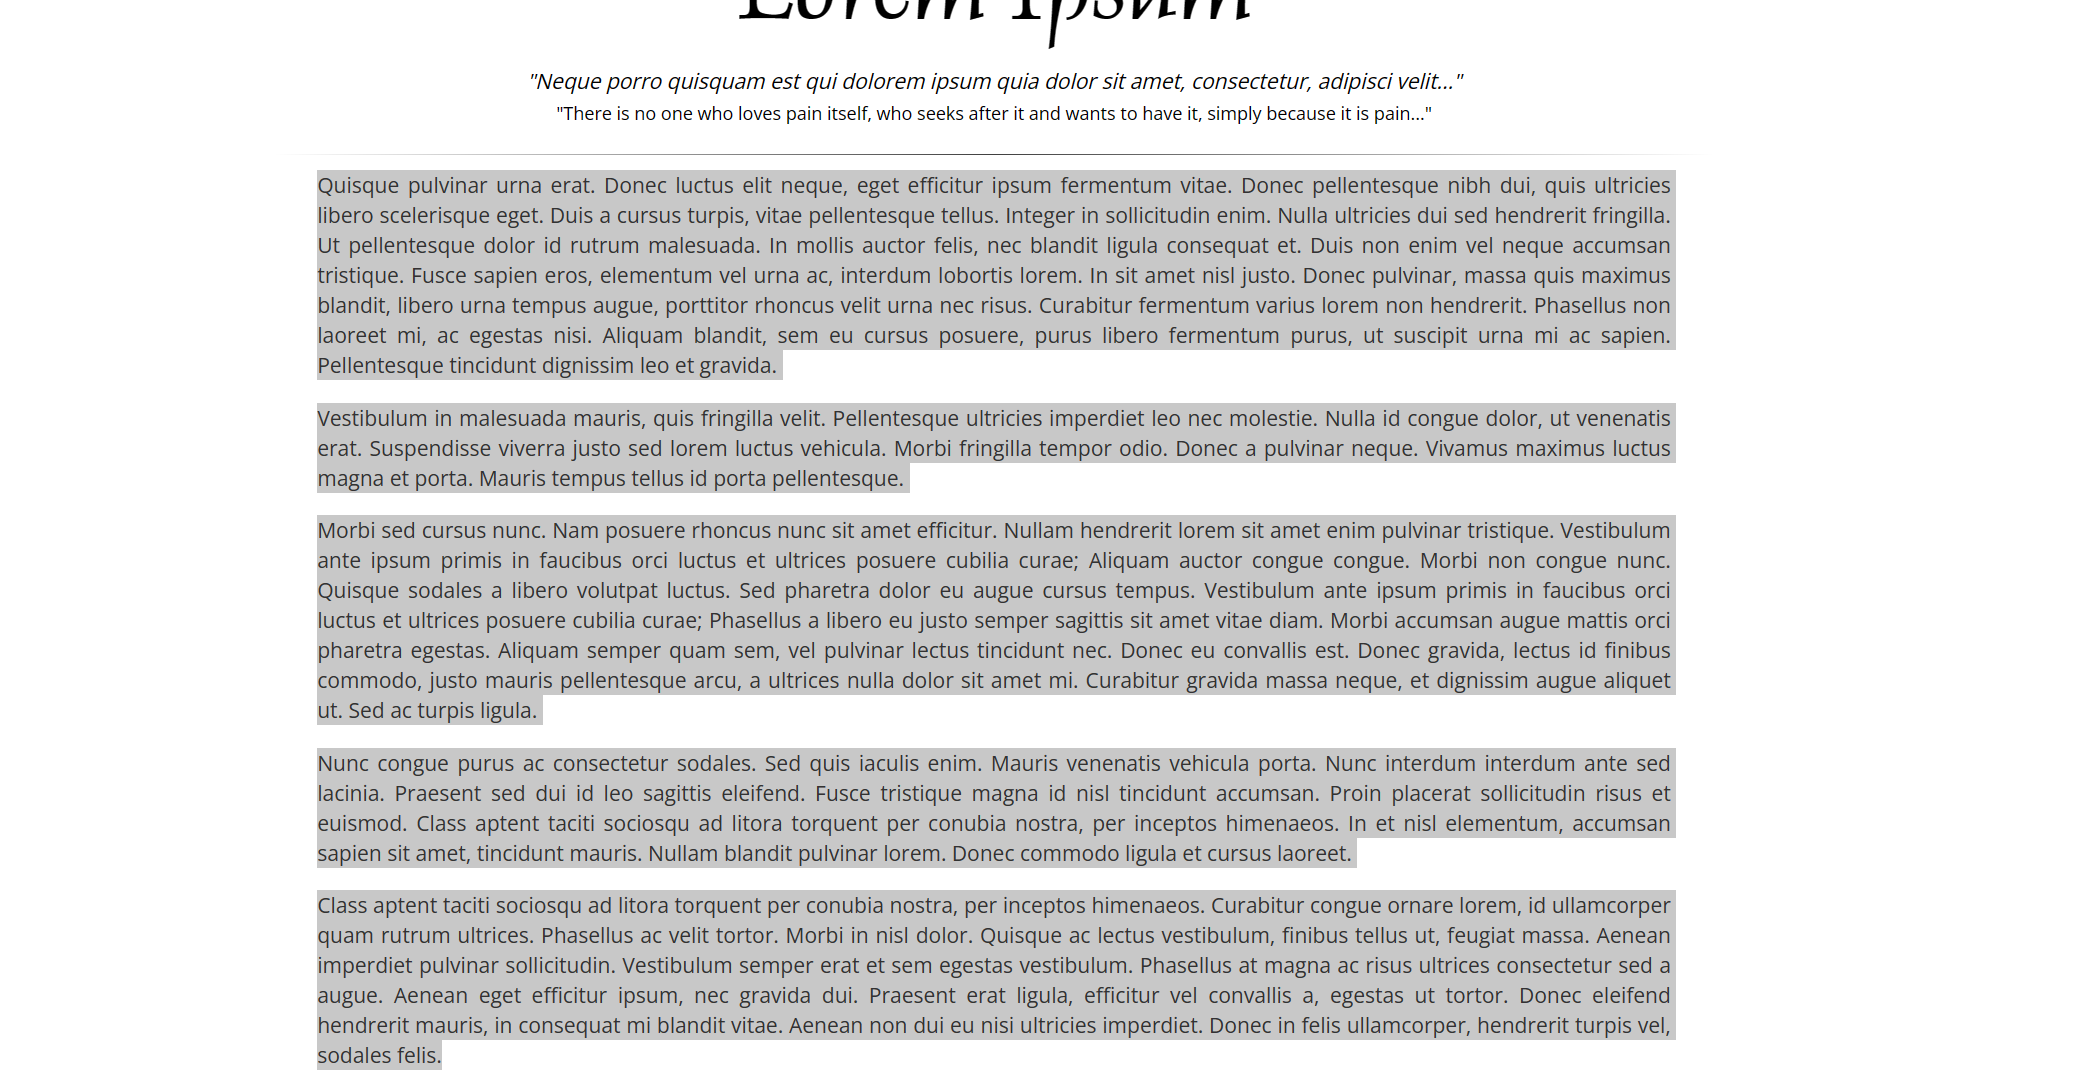 Lorem Ipsum
"Neque porro quisquam est qui dolorem ipsum quia dolor sit amet, consectetur, adipisci velit..."
"There is no one who loves pain itself, who seeks after it and wants to have it, simply because it is pain..."
Quisque pulvinar urna erat. Donec luctus elit neque, eget efficitur ipsum fermentum vitae. Donec pellentesque nibh dui, quis ultricies
libero scelerisque eget. Duis a cursus turpis, vitae pellentesque tellus. Integer in sollicitudin enim. Nulla ultricies dui sed hendrerit fringilla.
Ut pellentesque dolor id rutrum malesuada. In mollis auctor felis, nec blandit ligula consequat et. Duis non enim vel neque accumsan
tristique. Fusce sapien eros, elementum vel urna ac, interdum lobortis lorem. In sit amet nisl justo. Donec pulvinar, massa quis maximus
blandit, libero urna tempus augue, porttitor rhoncus velit urna nec risus. Curabitur fermentum varius lorem non hendrerit. Phasellus non
laoreet mi, ac egestas nisi. Aliquam blandit, sem eu cursus posuere, purus libero fermentum purus, ut suscipit urna mi ac sapien.
Pellentesque tincidunt dignissim leo et gravida.
Vestibulum in malesuada mauris, quis fringilla velit. Pellentesque ultricies imperdiet leo nec molestie. Nulla id congue dolor, ut venenatis
erat. Suspendisse viverra justo sed lorem luctus vehicula. Morbi fringilla tempor odio. Donec a pulvinar neque. Vivamus maximus luctus
magna et porta. Mauris tempus tellus id porta pellentesque.
Morbi sed cursus nunc. Nam posuere rhoncus nunc sit amet efficitur. Nullam hendrerit lorem sit amet enim pulvinar tristique. Vestibulum
ante ipsum primis in faucibus orci luctus et ultrices posuere cubilia curae; Aliquam auctor congue congue. Morbi non congue nunc.
Quisque sodales a libero volutpat luctus. Sed pharetra dolor eu augue cursus tempus. Vestibulum ante ipsum primis in faucibus orci
luctus et ultrices posuere cubilia curae; Phasellus a libero eu justo semper sagittis sit amet vitae diam. Morbi accumsan augue mattis orci
pharetra egestas. Aliquam semper quam sem, vel pulvinar lectus tincidunt nec. Donec eu convallis est. Donec gravida, lectus id finibus
commodo, justo mauris pellentesque arcu, a ultrices nulla dolor sit amet mi. Curabitur gravida massa neque, et dignissim augue aliquet
ut. Sed ac turpis ligula.
Nunc congue purus ac consectetur sodales. Sed quis iaculis enim. Mauris venenatis vehicula porta. Nunc interdum interdum ante sed
lacinia. Praesent sed dui id leo sagittis eleifend. Fusce tristique magna id nisl tincidunt accumsan. Proin placerat sollicitudin risus et
euismod. Class aptent taciti sociosqu ad litora torquent per conubia nostra, per inceptos himenaeos. In et nisl elementum, accumsan
sapien sit amet, tincidunt mauris. Nullam blandit pulvinar lorem. Donec commodo ligula et cursus laoreet.
Class aptent taciti sociosqu ad litora torquent per conubia nostra, per inceptos himenaeos. Curabitur congue ornare lorem, id ullamcorper
quam rutrum ultrices. Phasellus ac velit tortor. Morbi in nisl dolor. Quisque ac lectus vestibulum, finibus tellus ut, feugiat massa. Aenean
imperdiet pulvinar sollicitudin. Vestibulum semper erat et sem egestas vestibulum. Phasellus at magna ac risus ultrices consectetur sed a
augue. Aenean eget efficitur ipsum, nec gravida dui. Praesent erat ligula, efficitur vel convallis a, egestas ut tortor. Donec eleifend
hendrerit mauris, in consequat mi blandit vitae. Aenean non dui eu nisi ultricies imperdiet. Donec in felis ullamcorper, hendrerit turpis vel,
sodales felis.